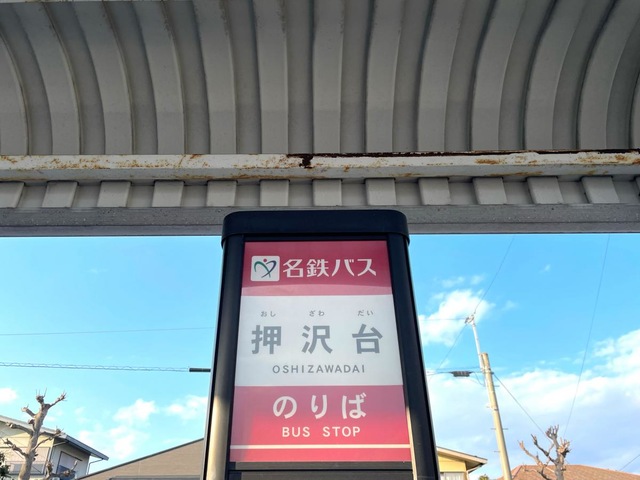 名鉄バス
おし ざわ だい
押沢台
OSHIZAWADAI
のりば
BUS STOP